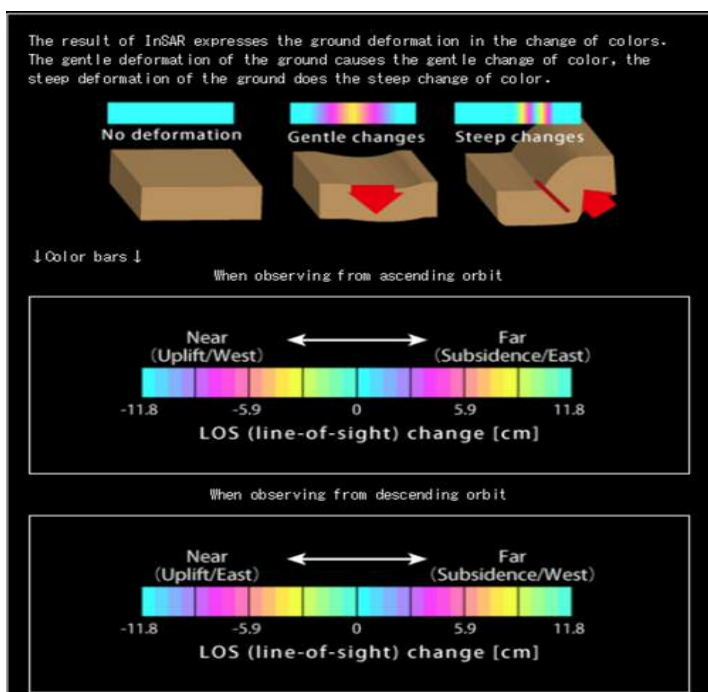 The result of InSAR expresses the ground deformation in the change of colors.
The gentle deformation of the ground causes the gentle change of color, the
steep deformation of the ground does the steep change of color.
No deformation Gentle changes Steep changes
↓Color bars↓
When observing from ascending orbit
Near Far
(Uplift/West) (Subsidence/East)
-11.8 -5.9 0 5.9 11.8
LOS (line-of-sight) change [cm]
When observing from descending orbit
Near Far
(Uplift/East) (Subsidence/West)
-11.8 -5.9 0 5.9 11.8
LOS (line-of-sight) change [cm]